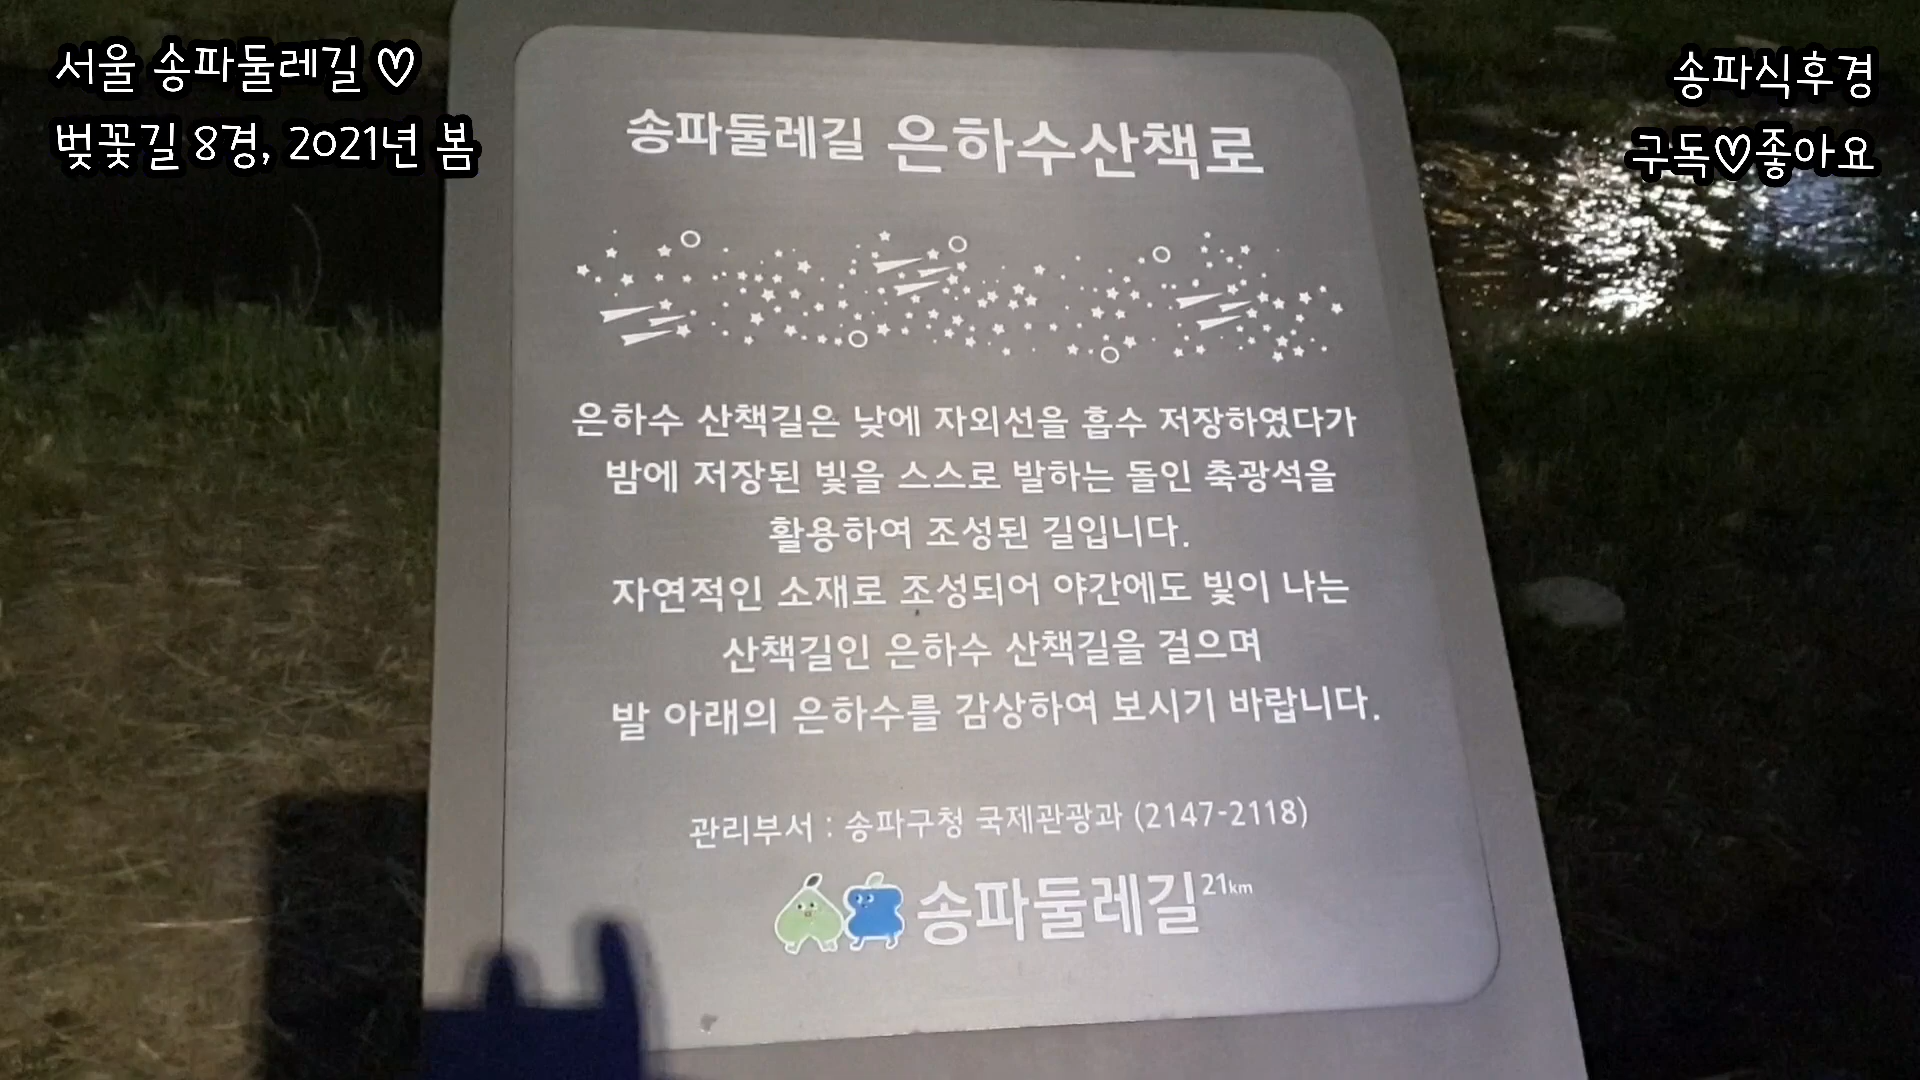 서울 송파둘레길 ♡
벚꽃길 8경, 2021년 봄
송파식후경
구독♡좋아요
송파둘레길 은하수산책로
은하수 산책길은 낮에 자외선을 흡수 저장하였다가
밤에 저장된 빛을 스스로 발하는 돌인 축광석을
활용하여 조성된 길입니다.
자연적인 소재로 조성되어 야간에도 빛이 나는
산책길인 은하수 산책길을 걸으며
발 아래의 은하수를 감상하여 보시기 바랍니다.
관리부서 : 송파구청 국제관광과 (2147-2118)
송파둘레길 21km